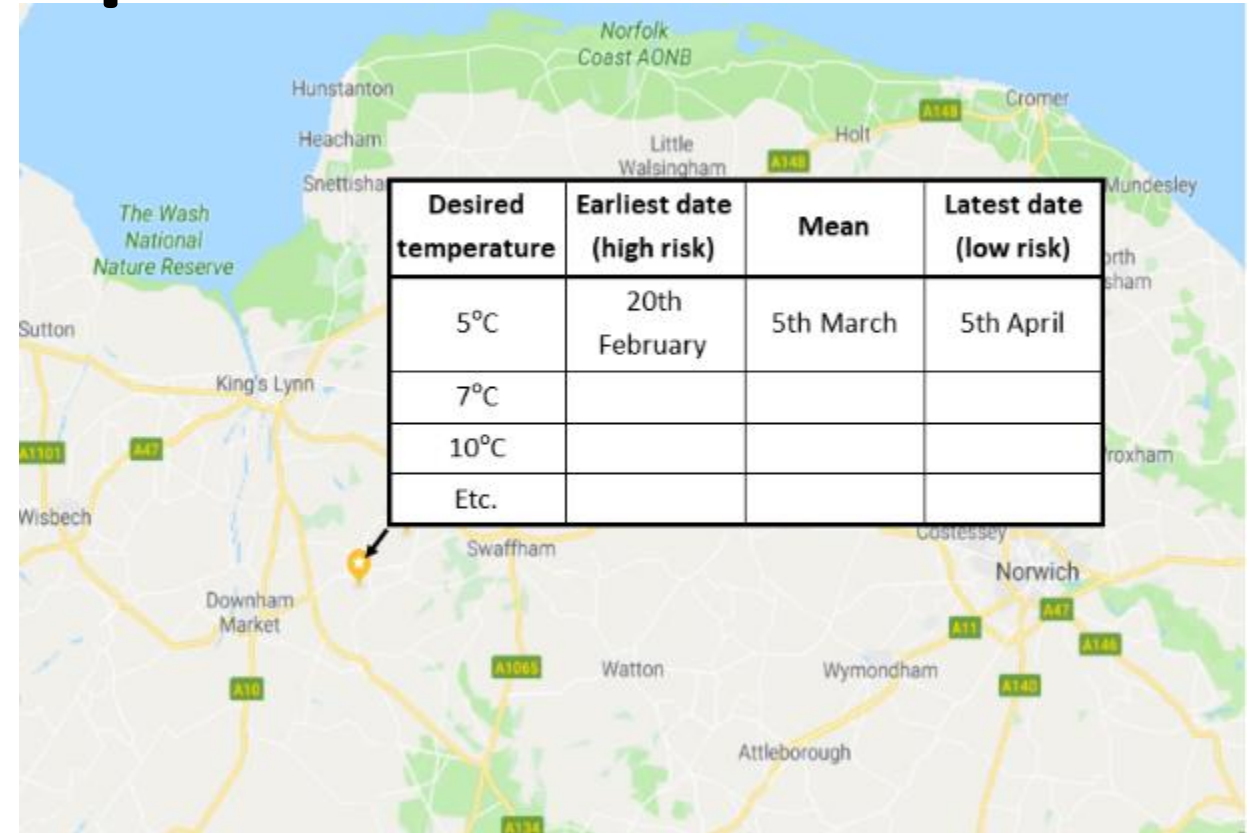 Norfolk
Coast AONB
Hunstanton
Cromer
A148
Heacham
Holt
Little
Walsingham
A148
Snettisha
Mundesley
The Wash
National
Nature Reserve
Desired
temperature
Earliest date
(high risk)
Mean
Latest date
(low risk)
orth
sham
5°C
20th
February
5th March
5th April
Sutton
King's Lynn
7°C
A1101
A47
10°C
roxham
Etc.
Wisbech
Swaffham
Costessey
Norwich
Downham
Market
A47
A11
A146
A1065
Watton
Wymondham
A10
A140
Attleborough
A134